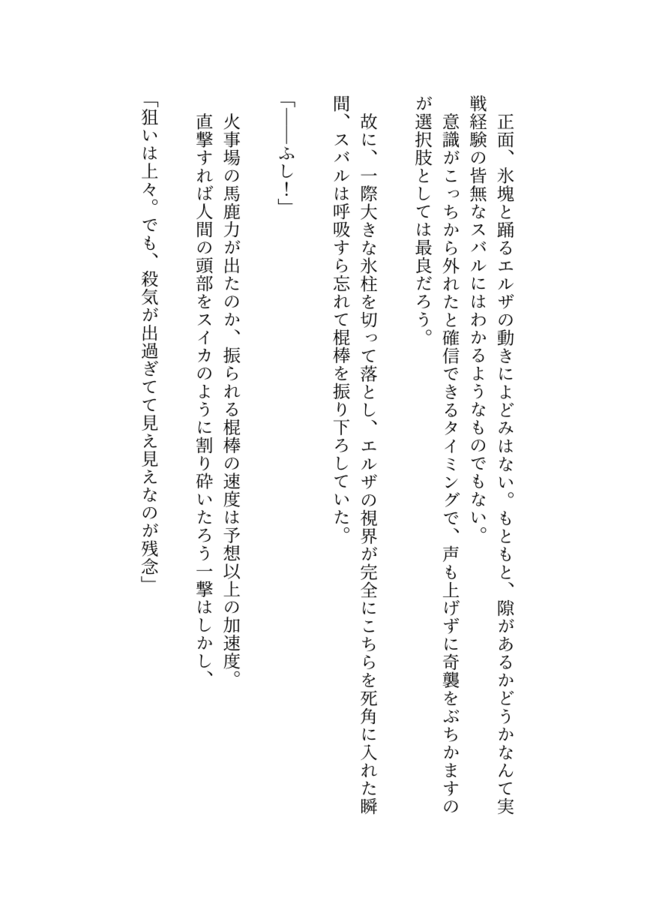 正面、氷塊と踊るエルザの動きによどみはない。もともと、隙があるかどうかなんて実
戦経験の皆無なスバルにはわかるようなものでもない。
意識がこっちから外れたと確信できるタイミングで、声も上げずに奇襲をぶちかますの
が選択肢としては最良だろう。
故に、一際大きな氷柱を切って落とし、エルザの視界が完全にこちらを死角に入れた瞬
間、スバルは呼吸すら忘れて棍棒を振り下ろしていた。
「――ふし！」
火事場の馬鹿力が出たのか、振られる棍棒の速度は予想以上の加速度。
直撃すれば人間の頭部をスイカのように割り砕いたろう一撃はしかし、
「狙いは上々。でも、殺気が出過ぎてて見え見えなのが残念」